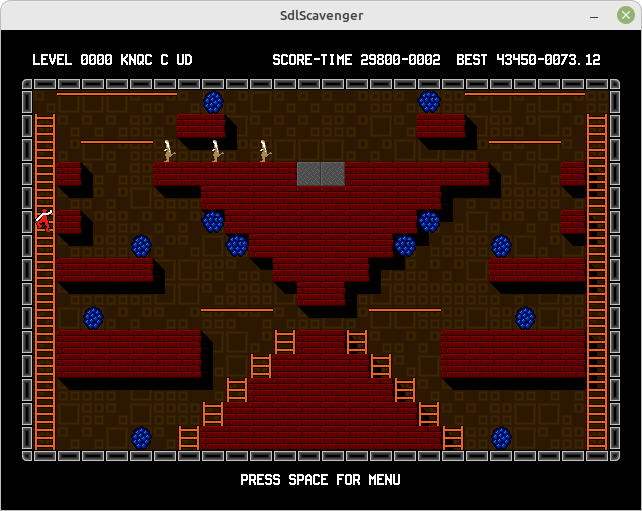 SdlScavenger
LEVEL 0000 KNQC C UD SCORE-TIME 29800-0002 BEST 43450-0073.12
PRESS SPACE FOR MENU